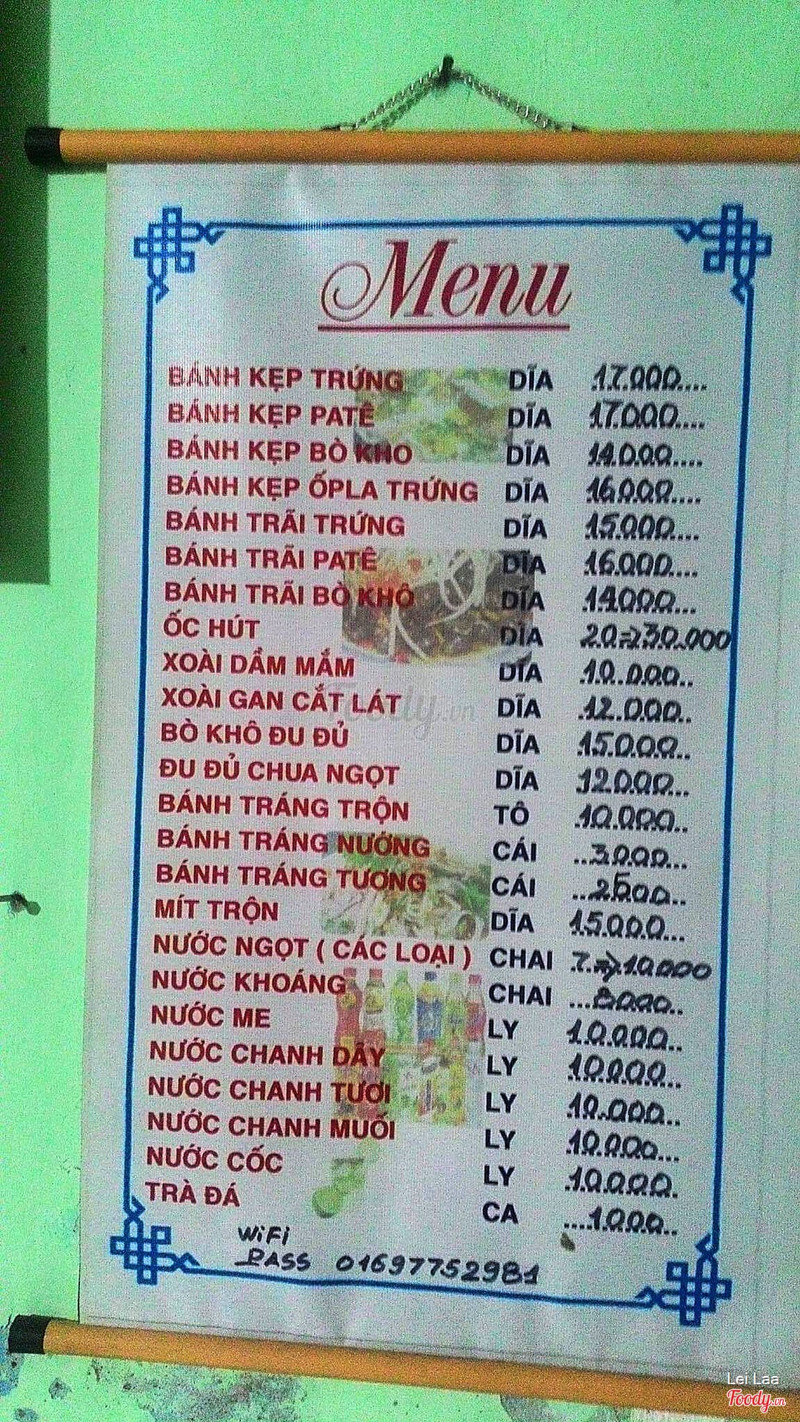 Menu
BÁNH KẸP TRỨNG DĨA 17.000....
BÁNH KẸP PATÊ DĨA 17.000....
BÁNH KẸP BÒ KHO DĨA 14.000....
BÁNH KẸP ỐPLA TRỨNG DĨA 16.000....
BÁNH TRÃI TRỨNG DĨA 15.000....
BÁNH TRÃI PATÊ DĨA 16.000....
BÁNH TRÃI BÒ KHÔ DĨA 14000...
ỐC HÚT DĨA 20=>30.000
XOÀI DẦM MẮM DĨA 10.000..
XOÀI GAN CẮT LÁT DĨA 12.000..
BÒ KHÔ ĐU ĐỦ DĨA 15.000..
ĐU ĐỦ CHUA NGỌT DĨA 12.000...
BÁNH TRÁNG TRỘN TÔ 10.000..
BÁNH TRÁNG NƯỚNG CÁI ...3.000...
BÁNH TRÁNG TƯƠNG CÁI ...2500..
MÍT TRỘN DĨA 15.000...
NƯỚC NGỌT ( CÁC LOẠI ) CHAI 7.=>10.000
NƯỚC KHOÁNG CHAI ...8000..
NƯỚC ME LY 10.000..
NƯỚC CHANH DÂY LY 10000..
NƯỚC CHANH TƯƠI LY 10.000..
NƯỚC CHANH MUỐI LY 10.000...
NƯỚC CỐC LY .10000.
TRÀ ĐÁ CA ....1000..
WiFi
PASS 01697752981
Foody.vn
Lei Laa
Foody.vn